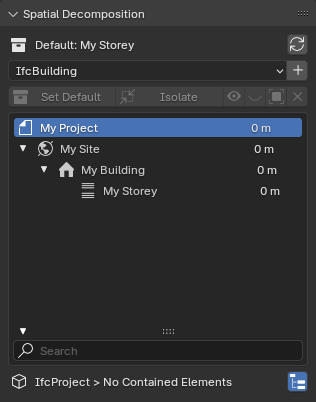 Spatial Decomposition
Default: My Storey
IfcBuilding
Set Default Isolate
My Project 0 m
My Site 0 m
My Building 0 m
My Storey 0 m
Search
IfcProject > No Contained Elements